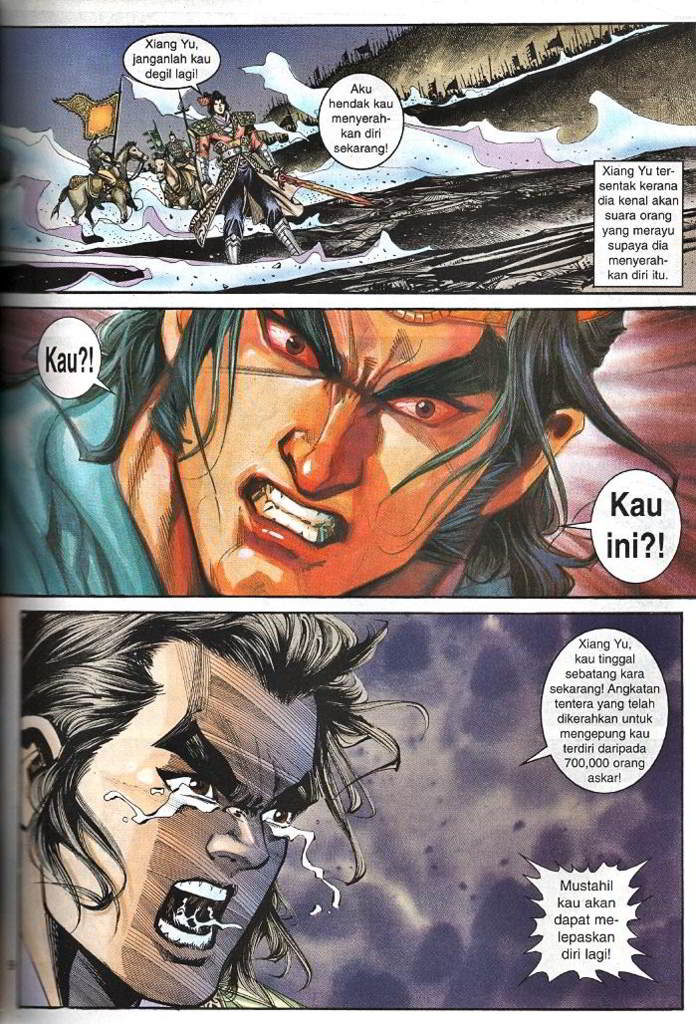 Xiang Yu,
janganlah kau
degil lagi!
Aku
hendak kau
menyerah-
kan diri
sekarang!
Xiang Yu ter-
sentak kerana
dia kenal akan
suara orang
yang merayu
supaya dia
menyerah-
kan diri itu.
Kau?!
Kau
ini?!
Xiang Yu,
kau tinggal
sebatang kara
sekarang! Angkatan
tentera yang telah
dikerahkan untuk
mengepung kau
terdiri daripada
700,000 orang
askar!
Mustahil
kau akan
dapat me-
lepaskan
diri lagi!